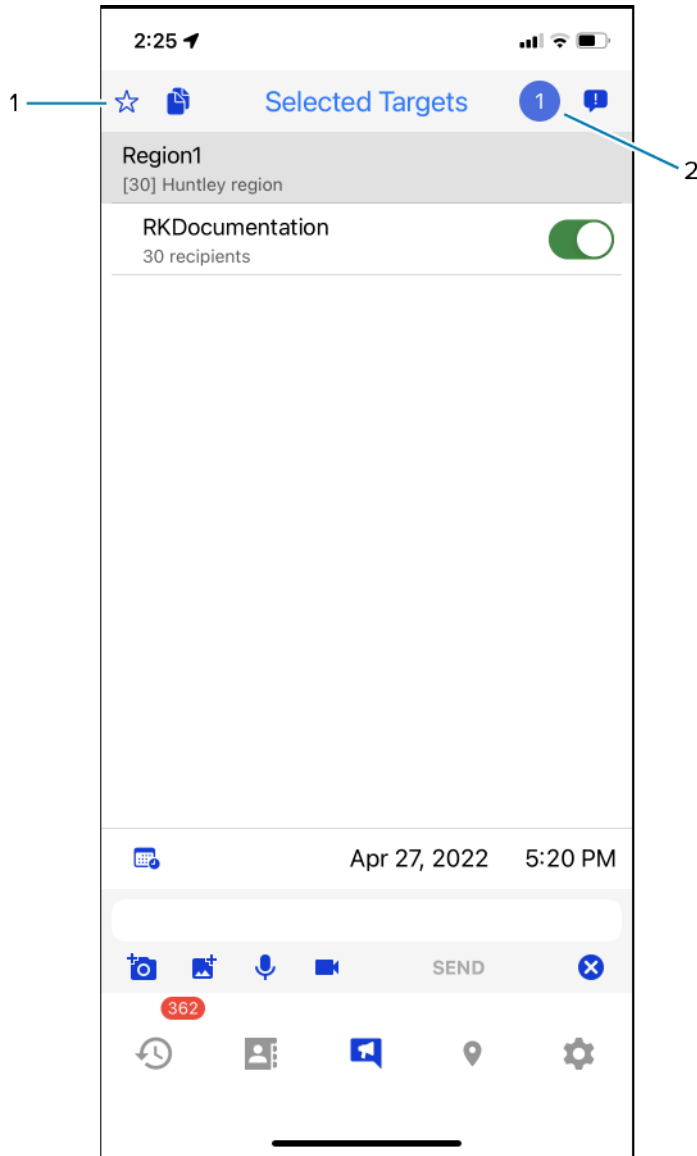 2:25
1
Selected Targets
1
2
Region1
[30] Huntley region
RKDocumentation
30 recipients
Apr 27, 2022 5:20 PM
SEND
362